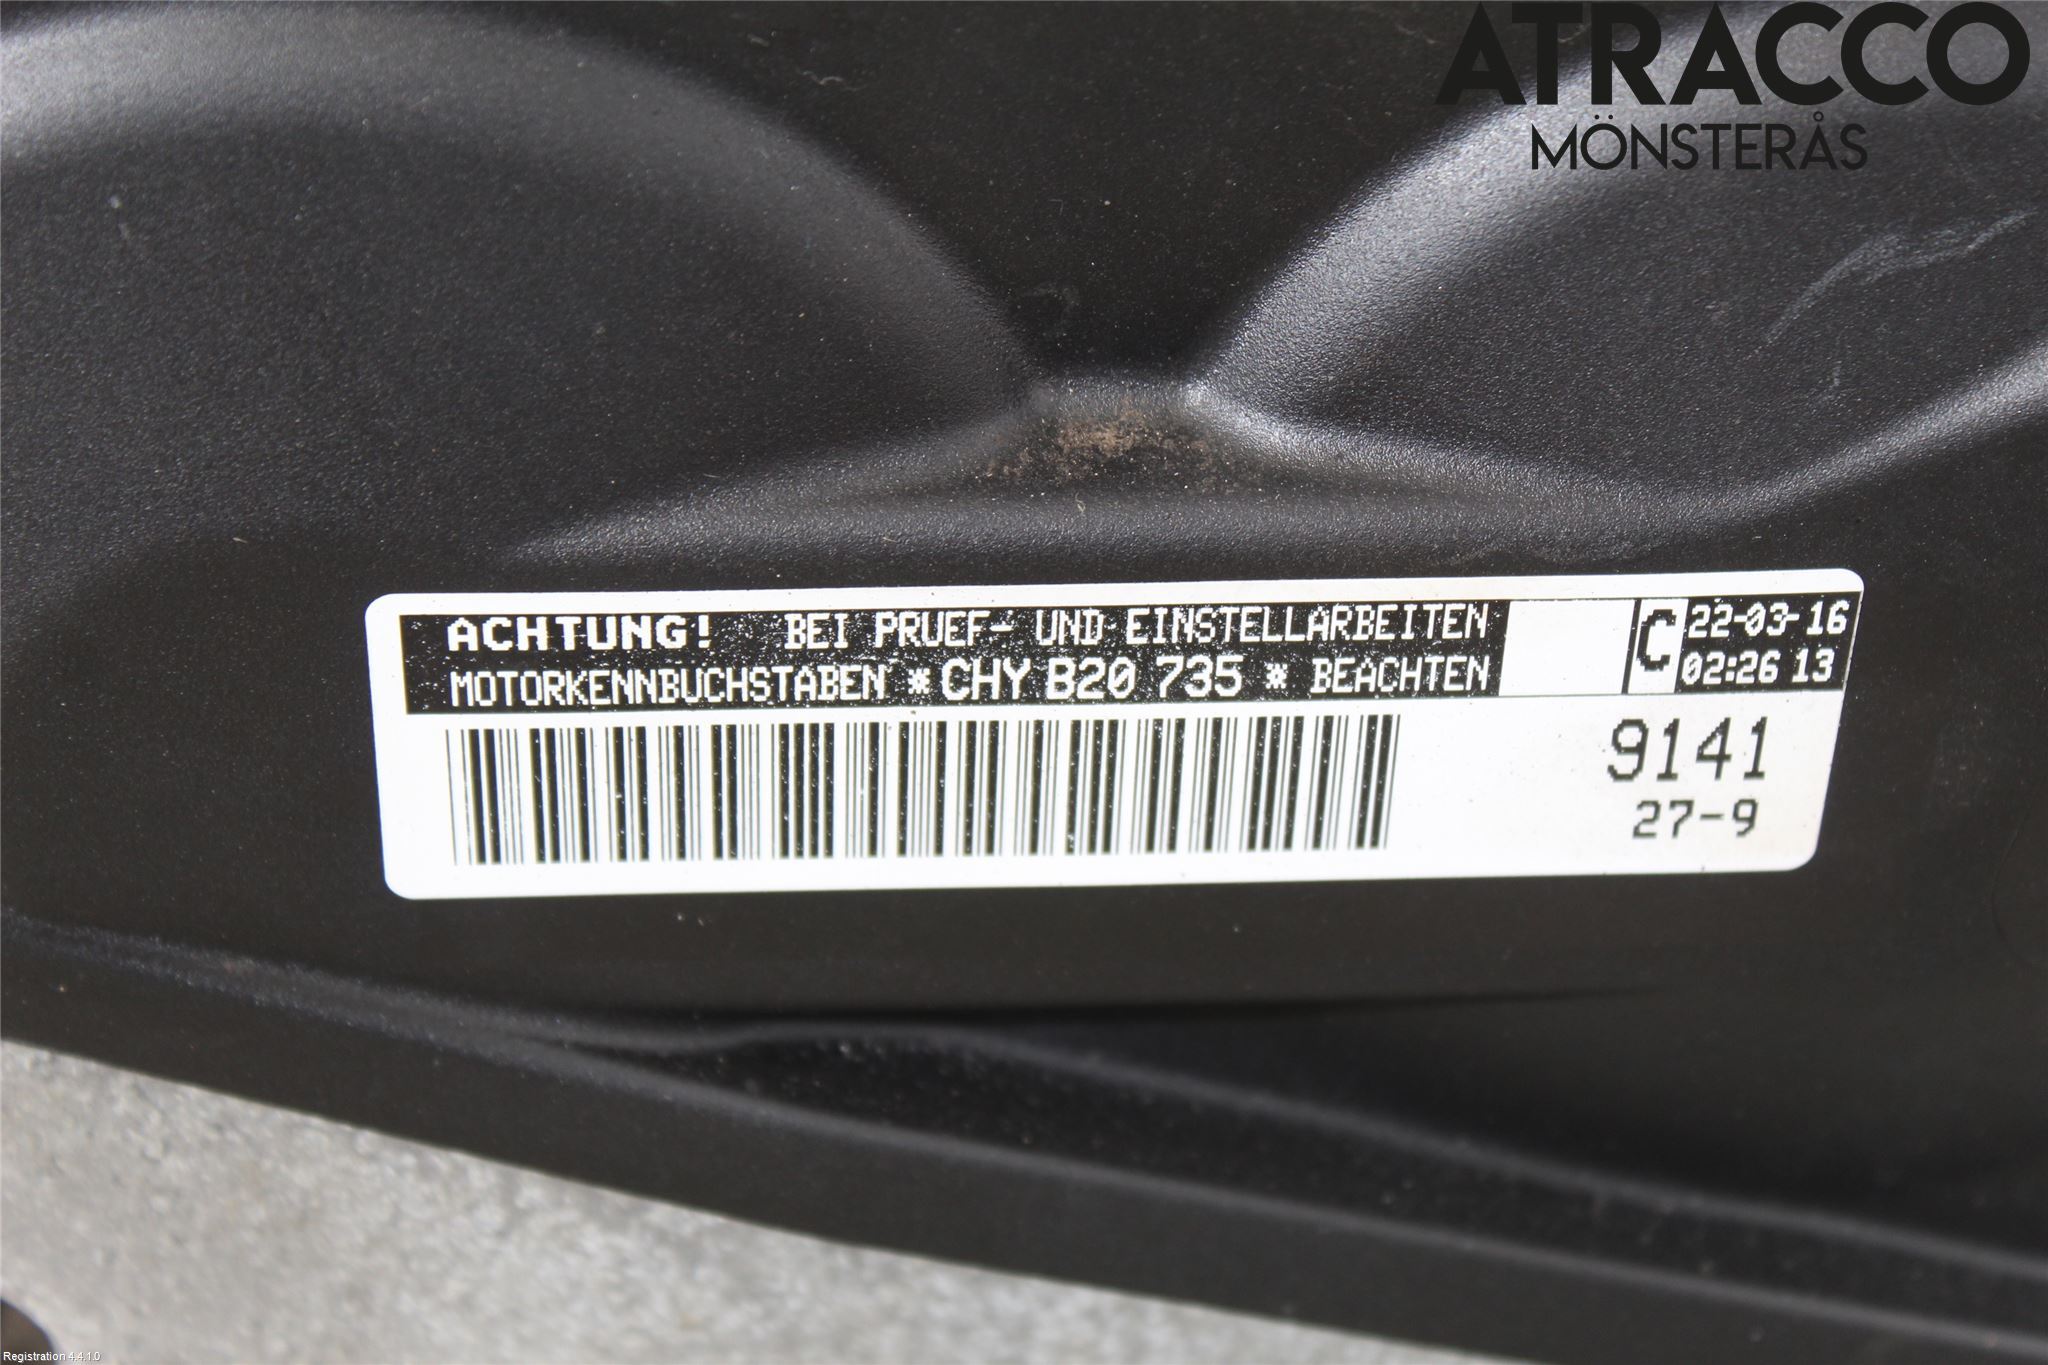 ATRACCO
MÖNSTERÅS
ACHTUNG! BEI PRUEF- UND EINSTELLARBEITEN
MOTORKENNBUCHSTABEN * CHY B20 735 * BEACHTEN
C
22-03-16
02:26 13
9141
27-9
Registration 4.4.1.0